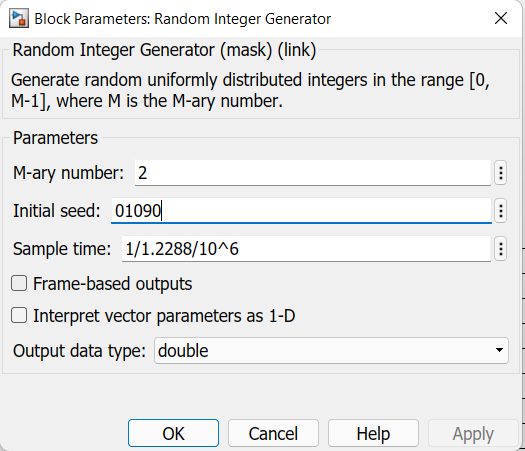 Block Parameters: Random Integer Generator
Random Integer Generator (mask) (link)
Generate random uniformly distributed integers in the range [0,
M-1], where M is the M-ary number.
Parameters
M-ary number: 2
Initial seed: 01090
Sample time: 1/1.2288/10^6
Frame-based outputs
Interpret vector parameters as 1-D
Output data type: double
OK Cancel Help Apply